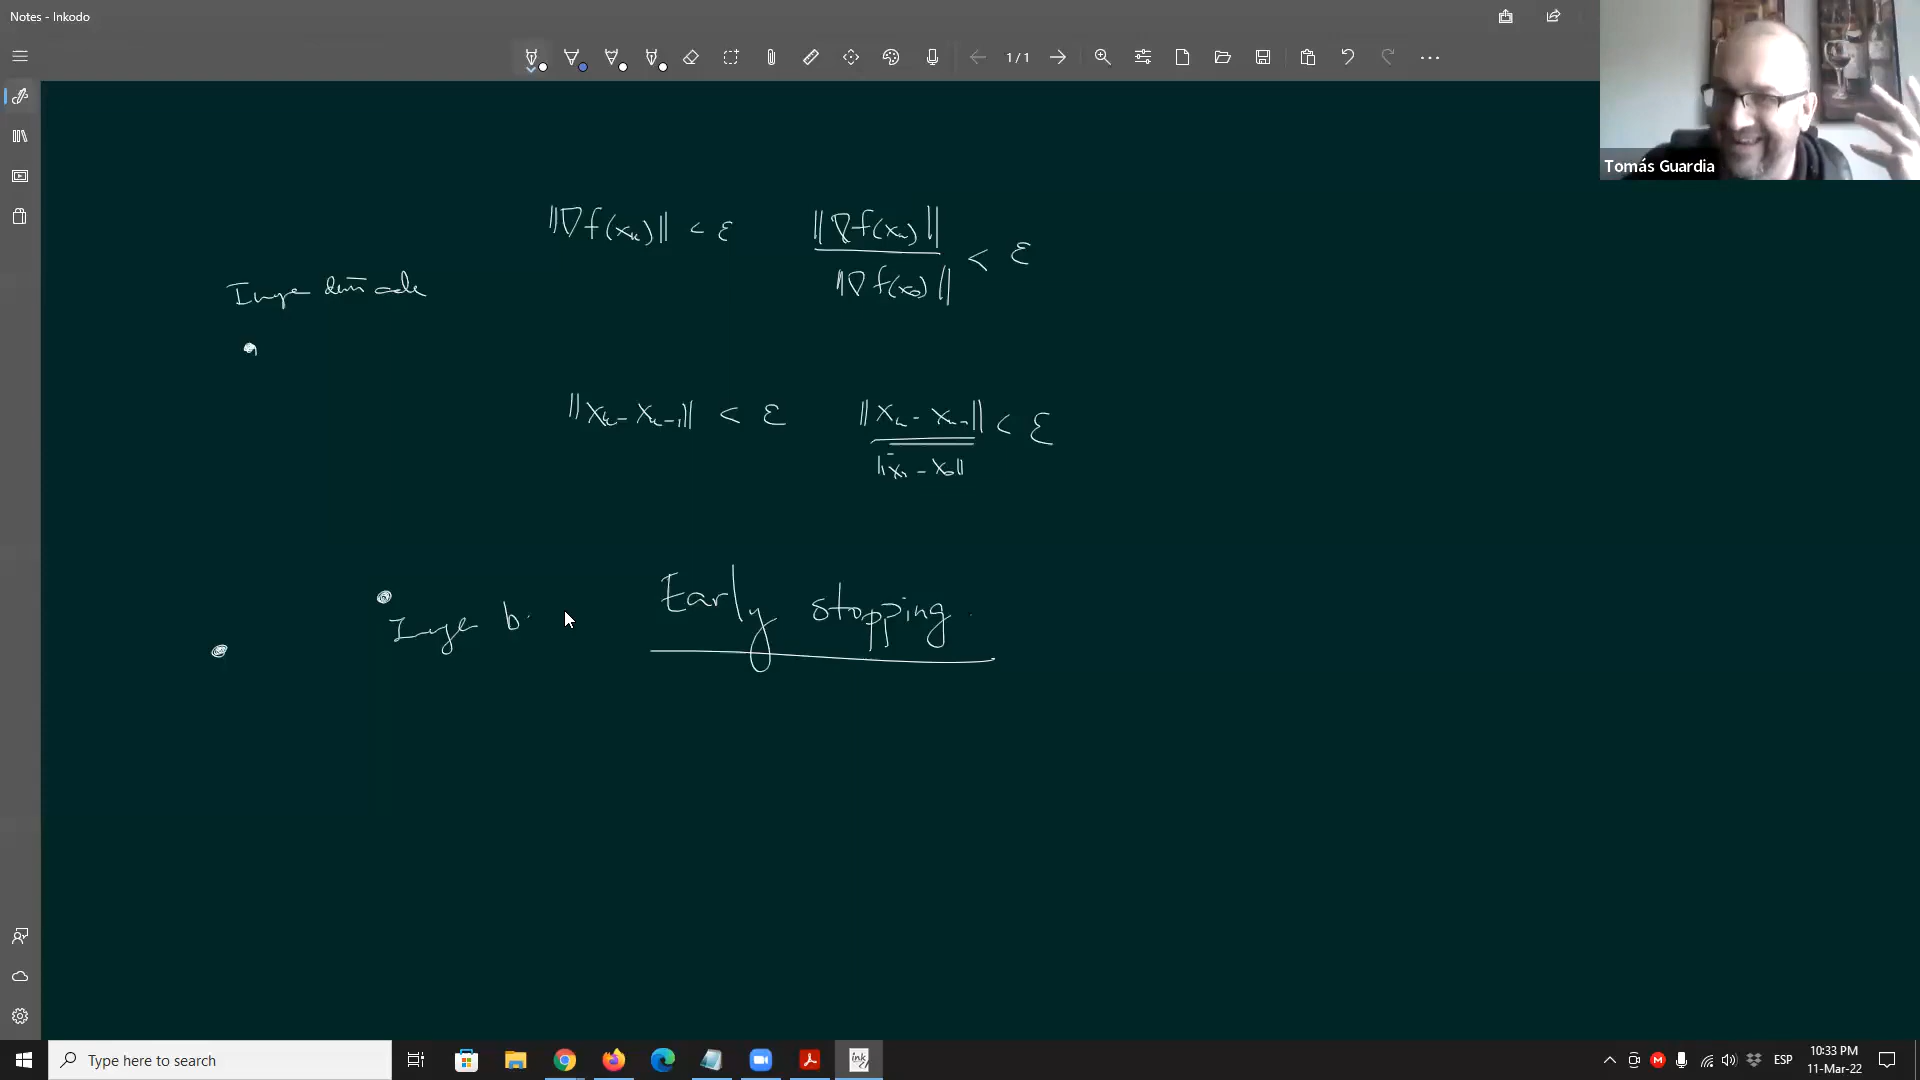 Notes - Inkodo
1 / 1
Tomás Guardia
||∇f(xₖ)|| < ε
||∇f(xₖ)|| / ||∇f(x₀)|| < ε
||xₖ - xₖ₋₁|| < ε
||xₖ - xₖ₋₁|| / ||x₁ - x₀|| < ε
Early stopping.
b.
Type here to search
ink
ESP
10:33 PM
11-Mar-22